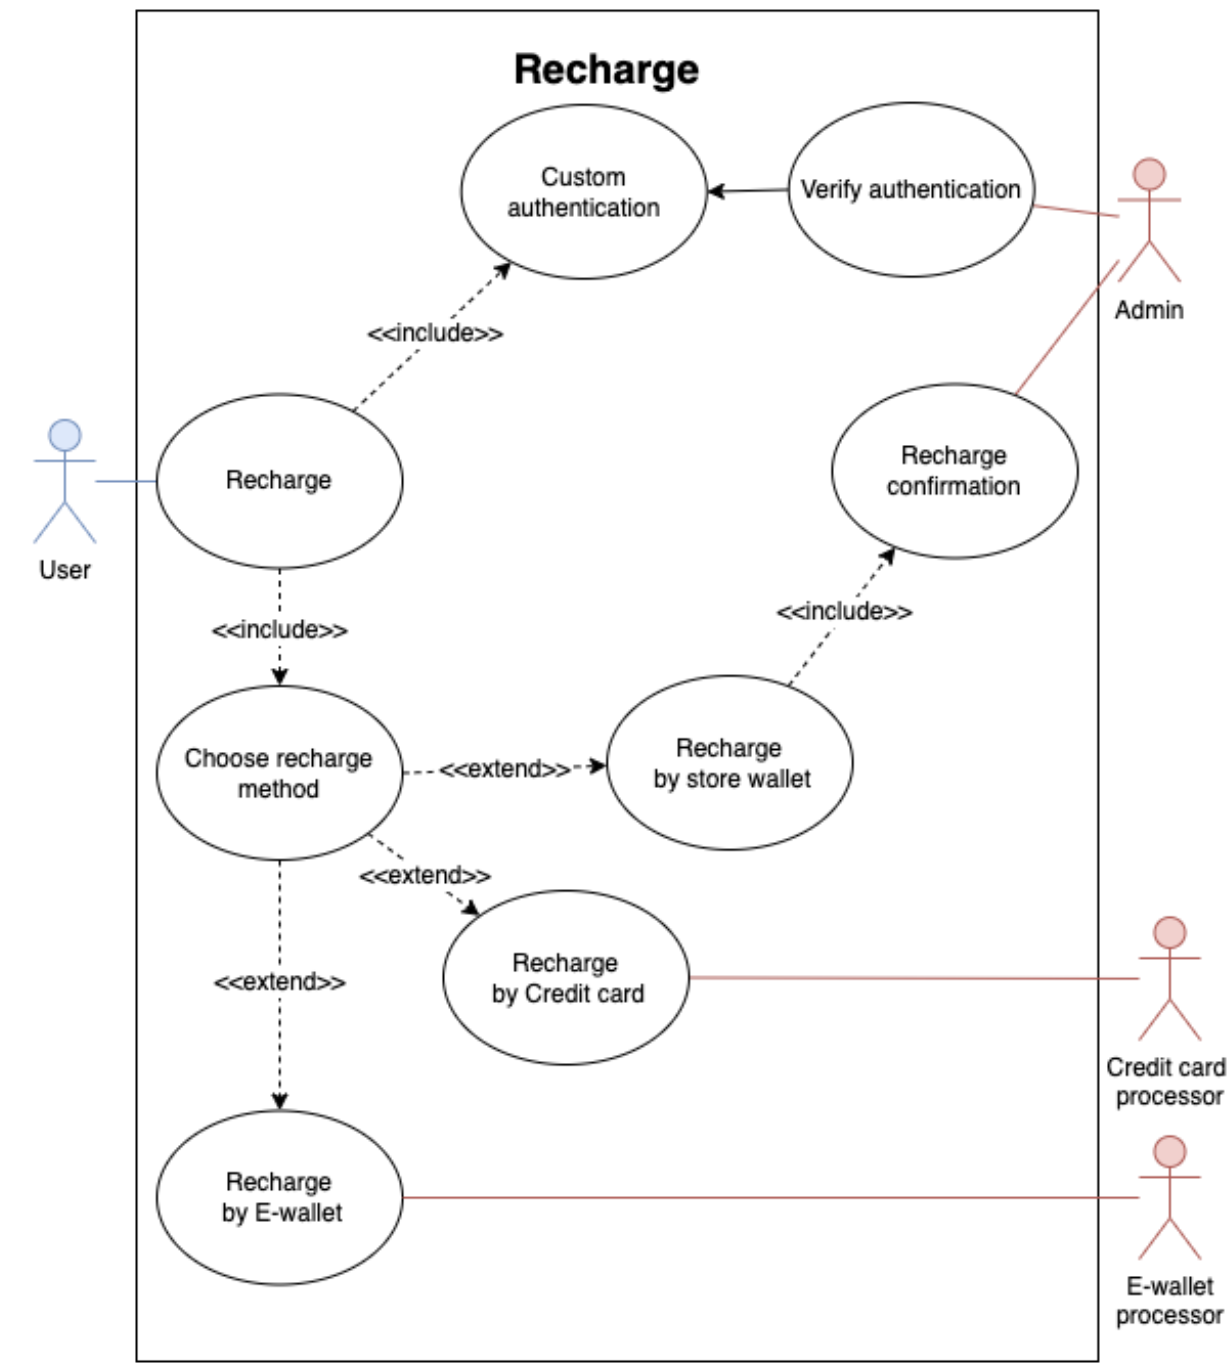 Recharge
Custom
authentication
Verify authentication
Admin
<<include>>
Recharge
User
Recharge
confirmation
<<include>>
<<include>>
Choose recharge
method
<<extend>>
Recharge
by store wallet
<<extend>>
Recharge
by Credit card
<<extend>>
Credit card
processor
Recharge
by E-wallet
E-wallet
processor